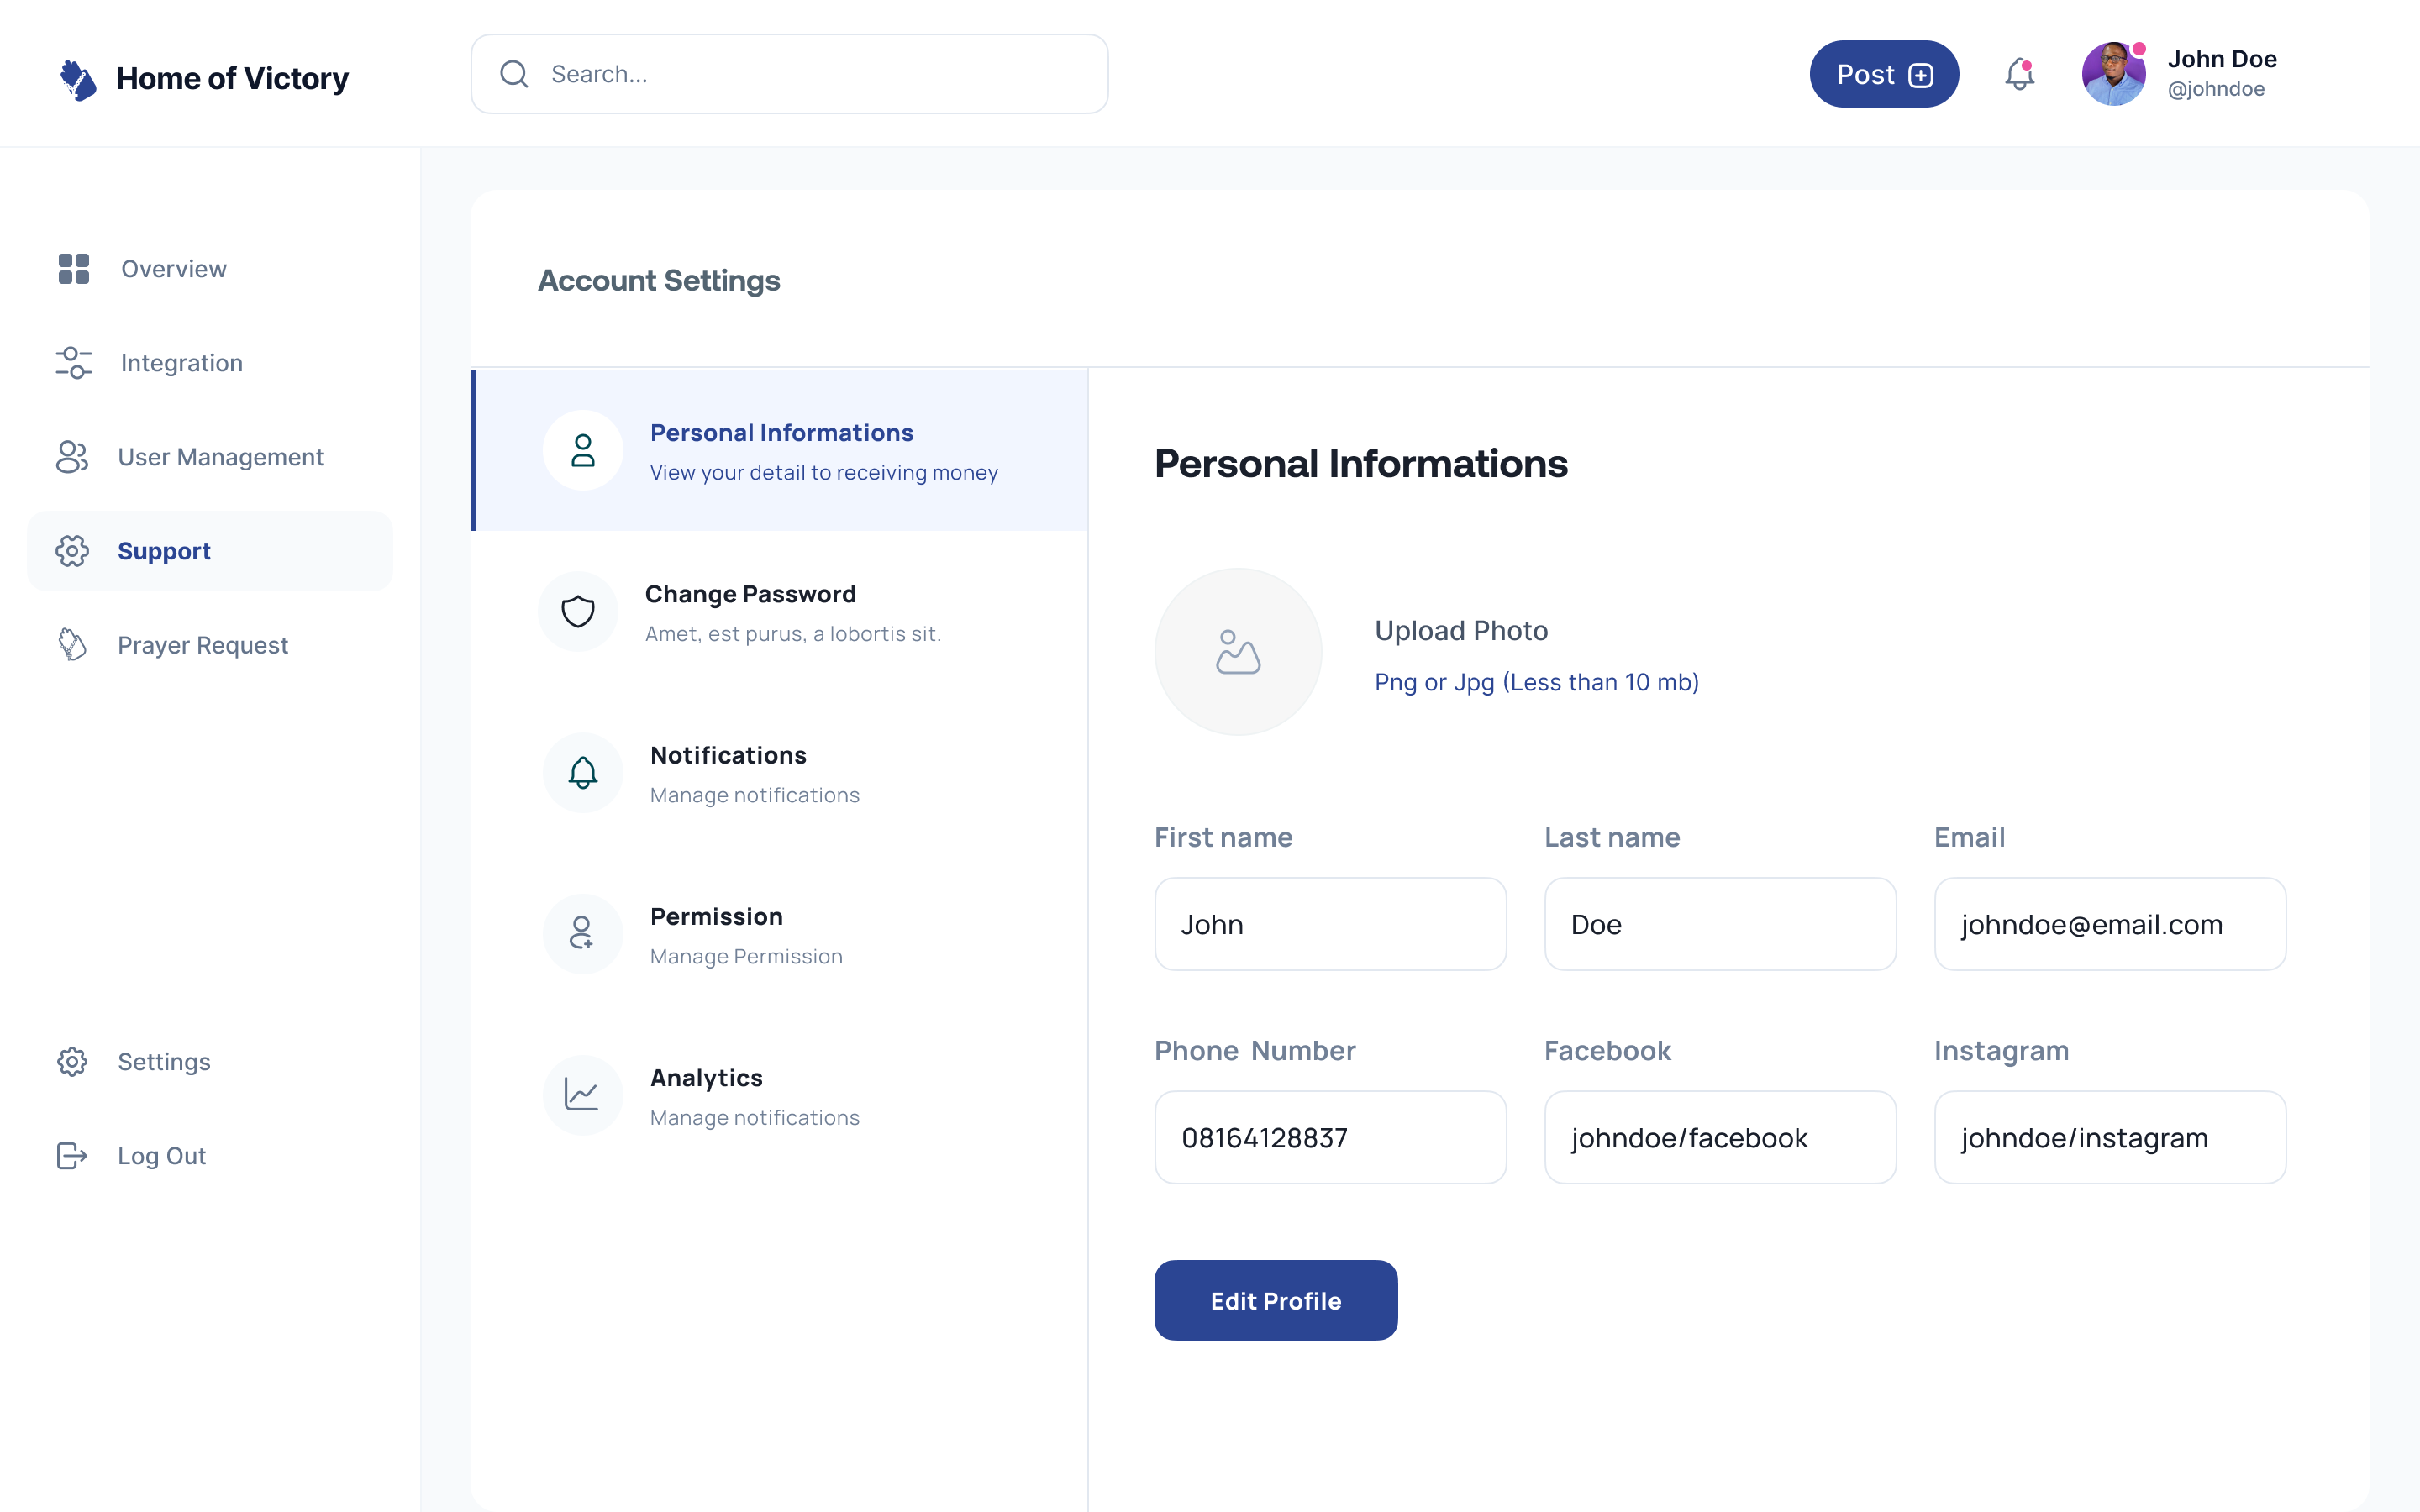 Home of Victory
Search...
Post
John Doe
@johndoe
Overview
Integration
User Management
Support
Prayer Request
Settings
Log Out
Account Settings
Personal Informations
View your detail to receiving money
Change Password
Amet, est purus, a lobortis sit.
Notifications
Manage notifications
Permission
Manage Permission
Analytics
Manage notifications
Personal Informations
Upload Photo
Png or Jpg (Less than 10 mb)
First name
Last name
Email
John
Doe
johndoe@email.com
Phone Number
Facebook
Instagram
08164128837
johndoe/facebook
johndoe/instagram
Edit Profile